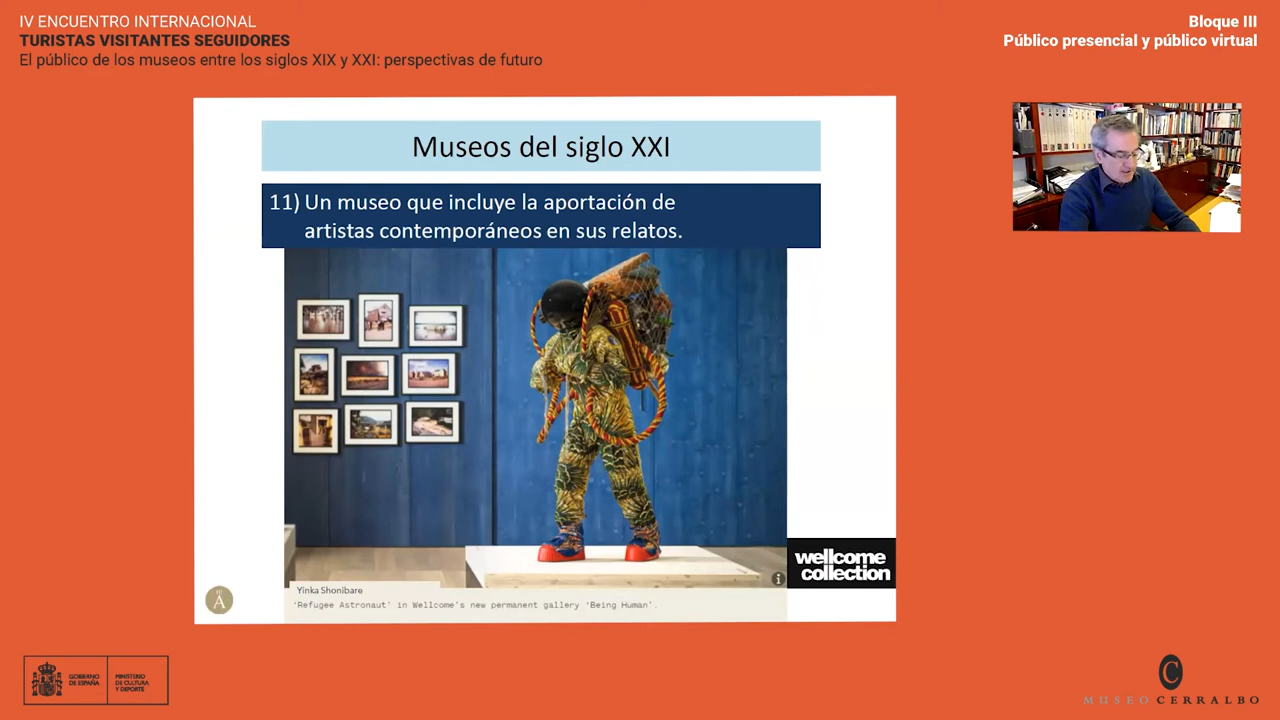 IV ENCUENTRO INTERNACIONAL
TURISTAS VISITANTES SEGUIDORES
El público de los museos entre los siglos XIX y XXI: perspectivas de futuro
Bloque III
Público presencial y público virtual
Museos del siglo XXI
11) Un museo que incluye la aportación de
artistas contemporáneos en sus relatos.
wellcome
collection
i
Yinka Shonibare
'Refugee Astronaut' in Wellcome's new permanent gallery 'Being Human'.
A
GOBIERNO
DE ESPAÑA
MINISTERIO
DE CULTURA
Y DEPORTE
C
MUSEO CERRALBO